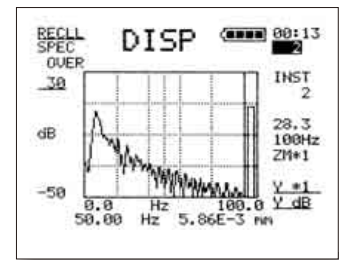 RECLL DISP 00:13
SPEC 2
OVER
30 INST
2
dB 28.3
100Hz
ZM*1
-50 Y *1
0.0 Hz 100.0 Y dB
50.00 Hz 5.86E-3 mm